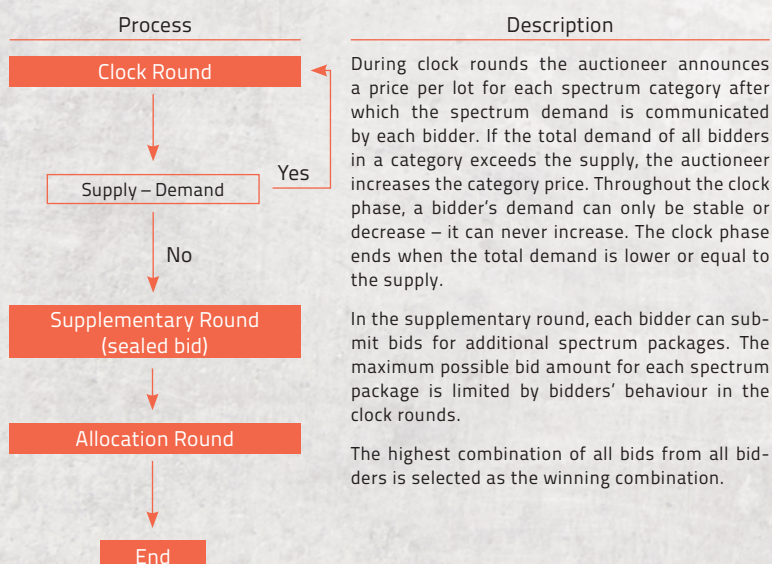 Process
Clock Round
Supply – Demand
Yes
No
Supplementary Round
(sealed bid)
Allocation Round
End
Description
During clock rounds the auctioneer announces
a price per lot for each spectrum category after
which the spectrum demand is communicated
by each bidder. If the total demand of all bidders
in a category exceeds the supply, the auctioneer
increases the category price. Throughout the clock
phase, a bidder’s demand can only be stable or
decrease – it can never increase. The clock phase
ends when the total demand is lower or equal to
the supply.
In the supplementary round, each bidder can sub-
mit bids for additional spectrum packages. The
maximum possible bid amount for each spectrum
package is limited by bidders’ behaviour in the
clock rounds.
The highest combination of all bids from all bid-
ders is selected as the winning combination.